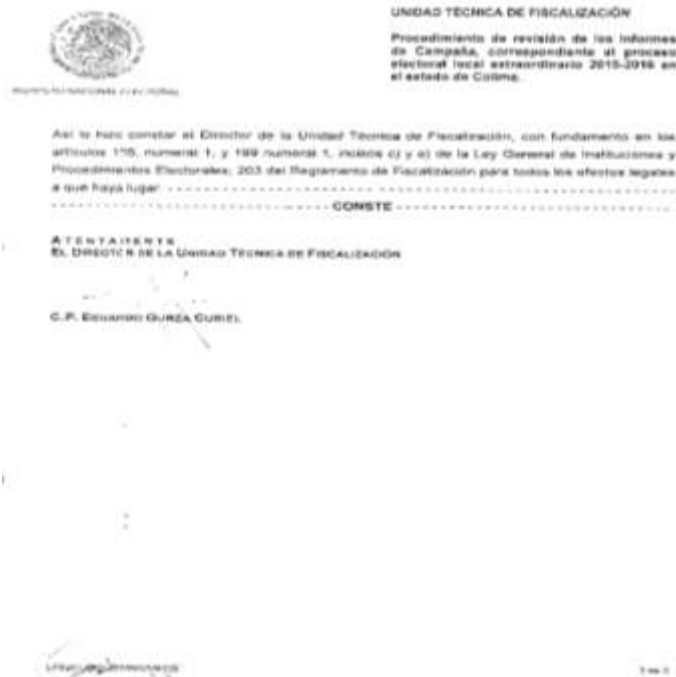 UNIDAD TÉCNICA DE FISCALIZACIÓN
Procedimiento de revisión de los informes
de Campaña, correspondiente al proceso
electoral local extraordinario 2015-2016 en
el estado de Colima.
INSTITUTO NACIONAL ELECTORAL
Así lo hizo constar el Director de la Unidad Técnica de Fiscalización, con fundamento en los
artículos numeral 1, y 199 numeral 1, incisos c) y e) de la Ley General de Instituciones y
Procedimientos Electorales; 203 del Reglamento de Fiscalización para todos los efectos legales
a que haya lugar. - - - - - - - - - - - - - - - - - - - - - - - - - - - - - - - - - - - - - - - -
- - - - - - - - - - - - - - - - - - - - - CONSTE - - - - - - - - - - - - - - - - - - - - - - - -
ATENTAMENTE
EL DIRECTOR DE LA UNIDAD TÉCNICA DE FISCALIZACIÓN
C.P. EDUARDO GURZA CURIEL